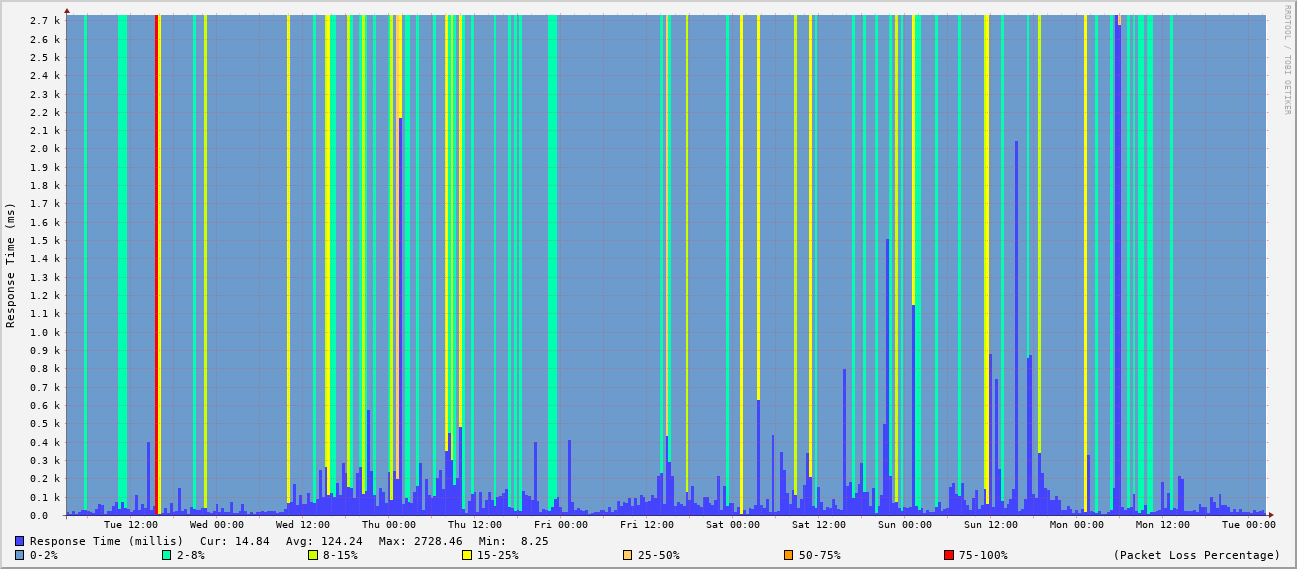 RRDTOOL / TOBI OETIKER
Response Time (ms)
2.7 k
2.6 k
2.5 k
2.4 k
2.3 k
2.2 k
2.1 k
2.0 k
1.9 k
1.8 k
1.7 k
1.6 k
1.5 k
1.4 k
1.3 k
1.2 k
1.1 k
1.0 k
0.9 k
0.8 k
0.7 k
0.6 k
0.5 k
0.4 k
0.3 k
0.2 k
0.1 k
0.0
Tue 12:00 Wed 00:00 Wed 12:00 Thu 00:00 Thu 12:00 Fri 00:00 Fri 12:00 Sat 00:00 Sat 12:00 Sun 00:00 Sun 12:00 Mon 00:00 Mon 12:00 Tue 00:00
Response Time (millis) Cur: 14.84 Avg: 124.24 Max: 2728.46 Min: 8.25
0-2% 2-8% 8-15% 15-25% 25-50% 50-75% 75-100% (Packet Loss Percentage)